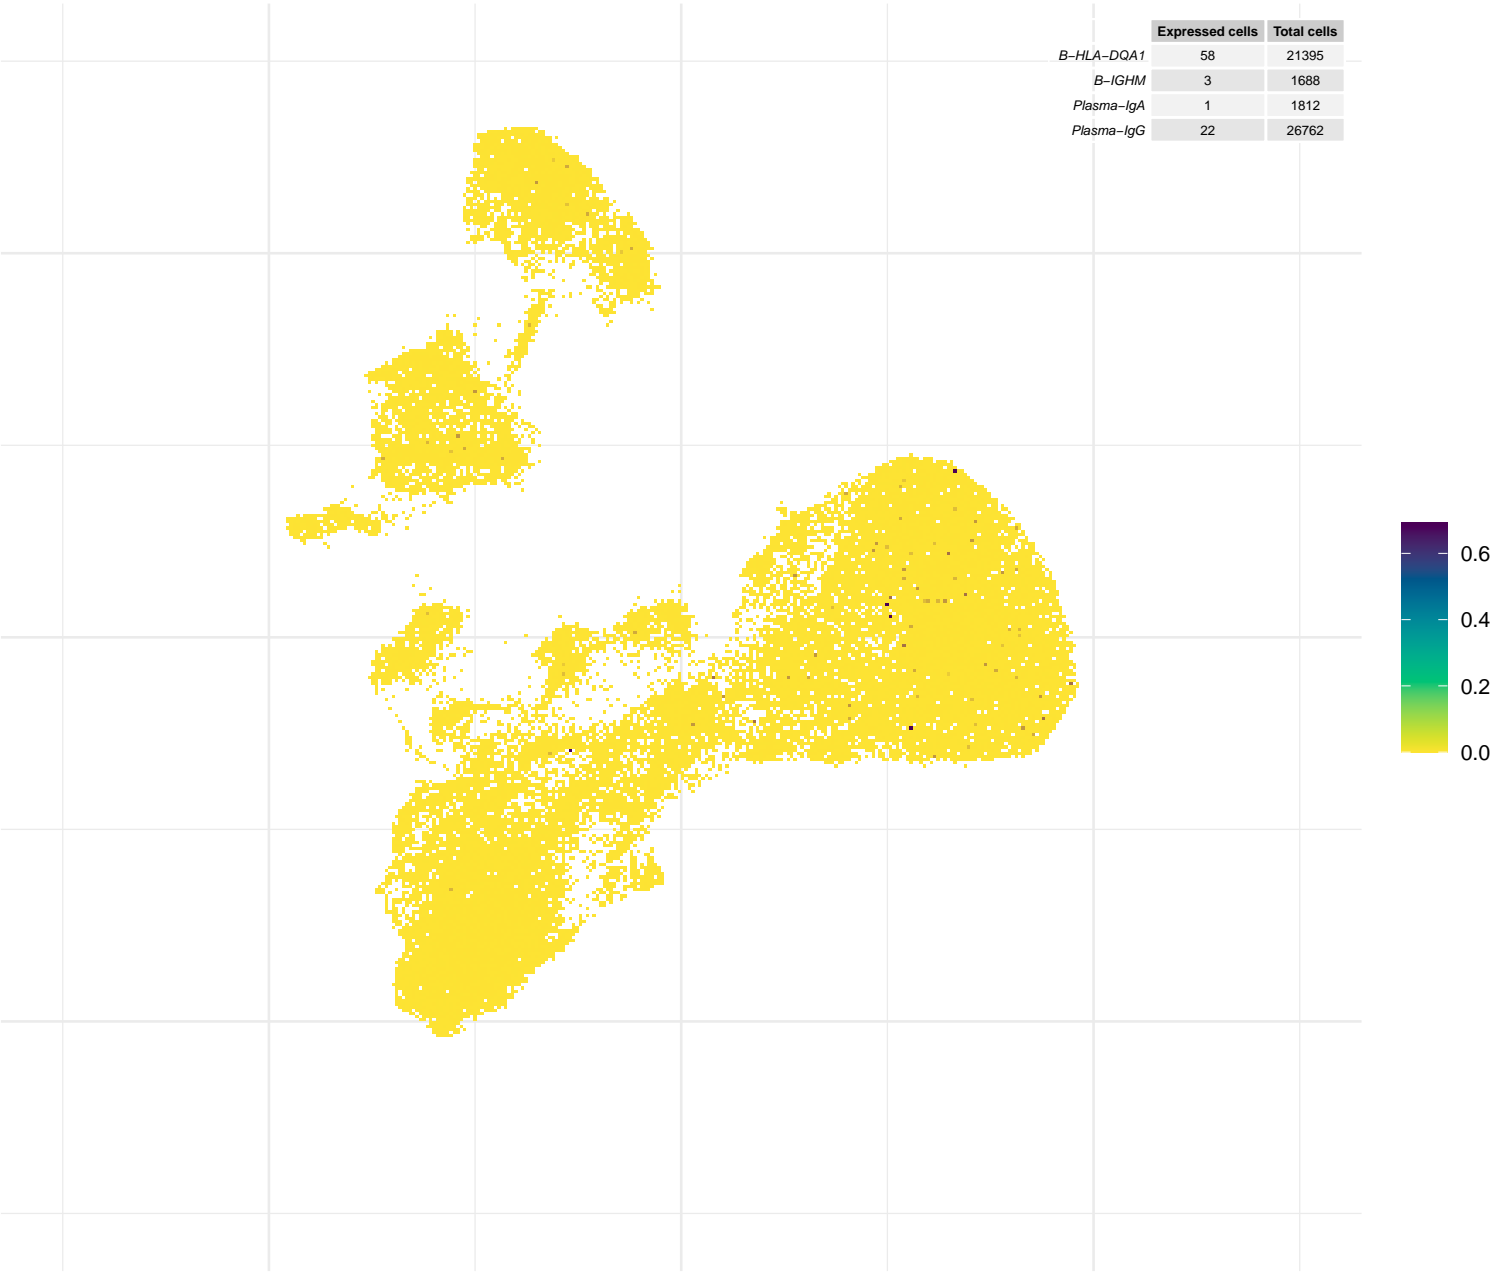 Expressed cells Total cells
B−HLA−DQA1 58 21395
B−IGHM 3 1688
Plasma−IgA 1 1812
Plasma−IgG 22 26762
0.6
0.4
0.2
0.0